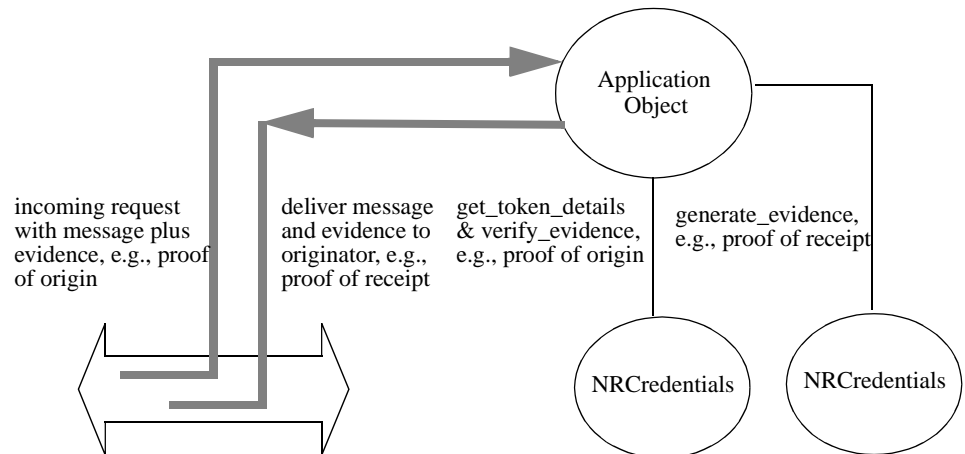 Application
Object
incoming request
with message plus
evidence, e.g., proof
of origin
deliver message
and evidence to
originator, e.g.,
proof of receipt
get_token_details
& verify_evidence,
e.g., proof of origin
generate_evidence,
e.g., proof of receipt
NRCredentials
NRCredentials